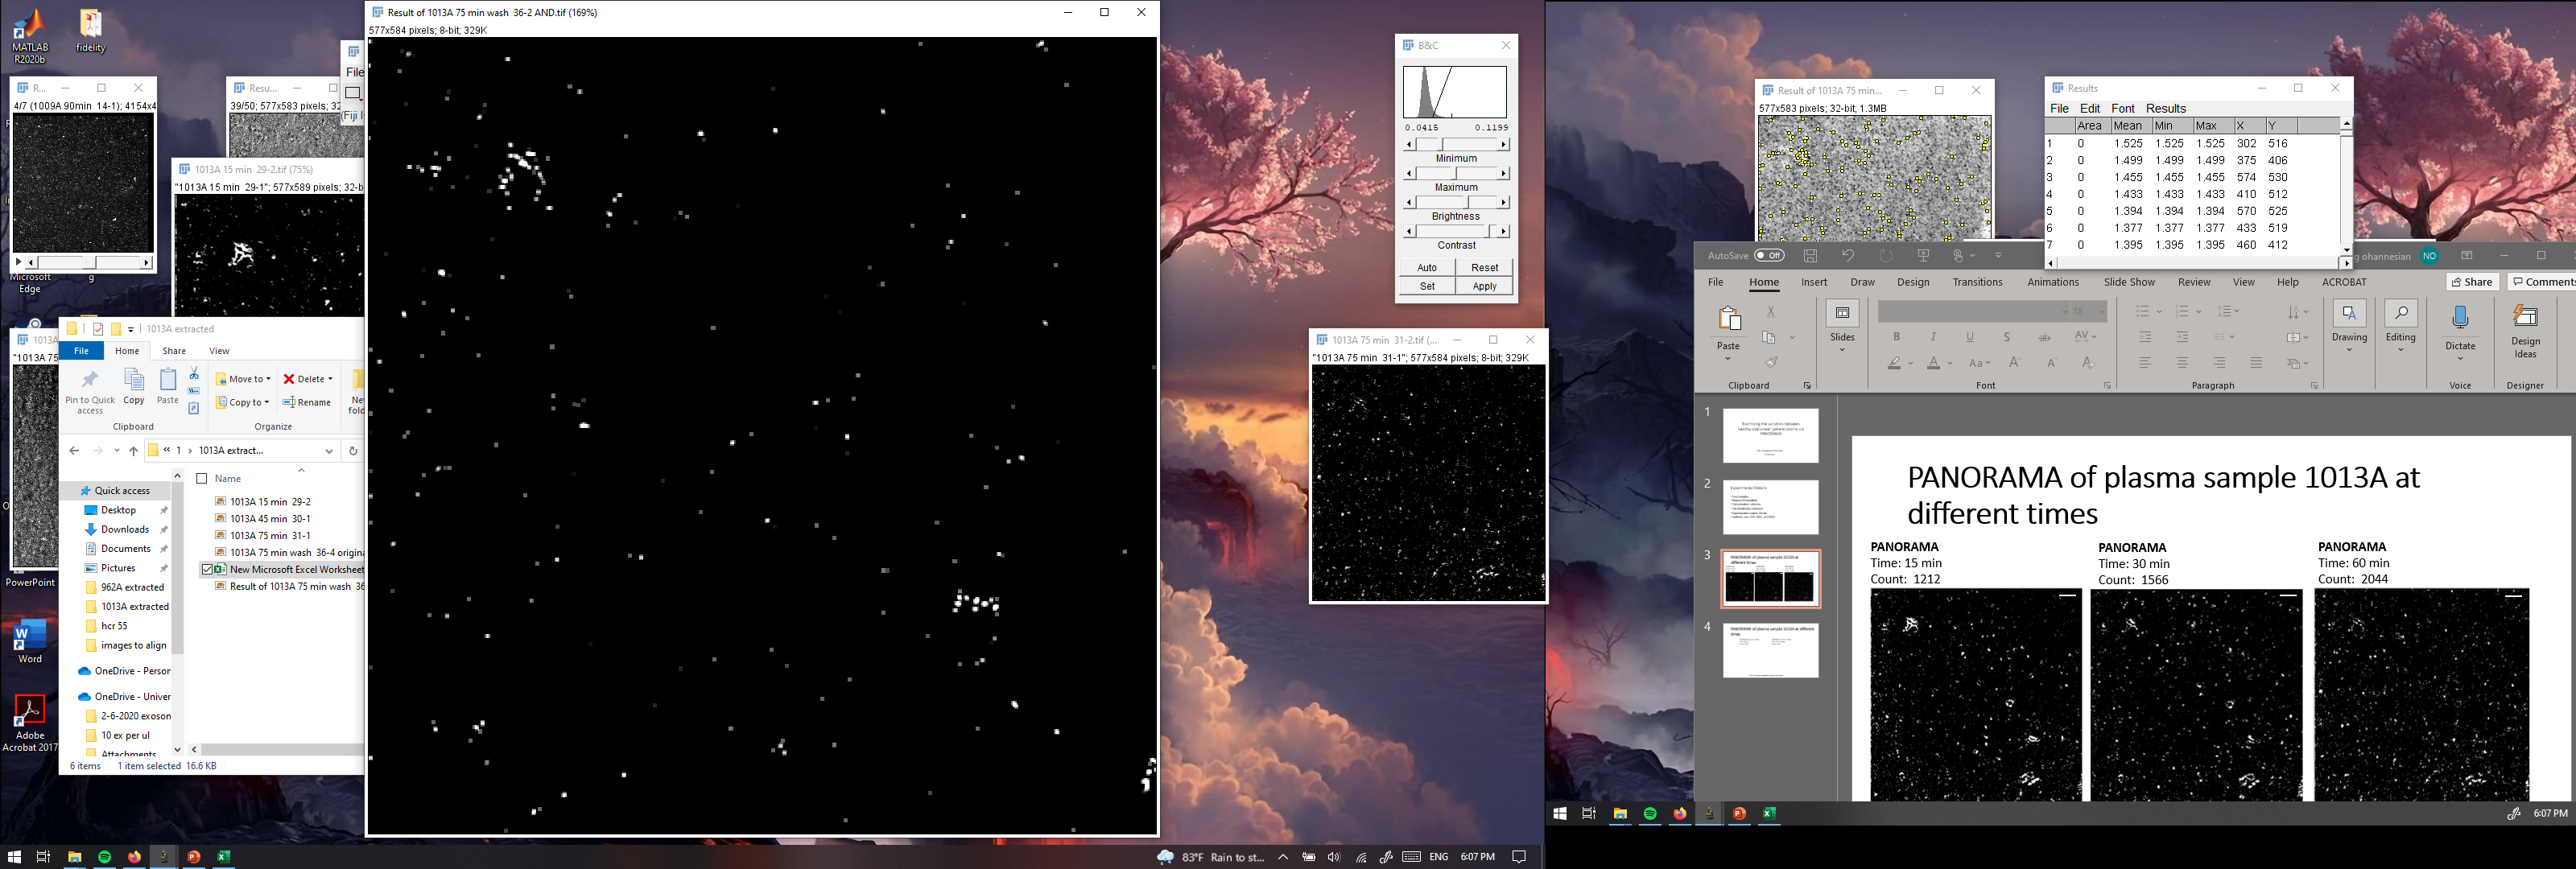 MATLAB
R2020b
fidelity
R...
4/7 (1009A 90min 14-1); 4154x4
Microsoft
Edge
g
Resu...
39/50; 577x583 pixels; 32
File
(Fiji I
1013A 15 min 29-2.tif (75%)
"1013A 15 min 29-1"; 577x589 pixels; 32-b
1013A
"1013A 75
PowerPoint
Word
Adobe
Acrobat 2017
1013A extracted
File
Home
Share
View
Pin to Quick
access
Copy
Paste
Clipboard
Move to
Copy to
Delete
Rename
Organize
Ne
fold
« 1 › 1013A extract...
Name
Quick access
Desktop
Downloads
Documents
Pictures
962A extracted
1013A extracted
hcr 55
images to align
OneDrive - Person
OneDrive - Univer
2-6-2020 exoson
10 ex per ul
Attachments
1013A 15 min 29-2
1013A 45 min 30-1
1013A 75 min 31-1
1013A 75 min wash 36-4 origina
New Microsoft Excel Worksheet
Result of 1013A 75 min wash 36
6 items 1 item selected 16.6 KB
Result of 1013A 75 min wash 36-2 AND.tif (169%)
577x584 pixels; 8-bit; 329K
B&C
0.0415 0.1199
Minimum
Maximum
Brightness
Contrast
Auto Reset
Set Apply
1013A 75 min 31-2.tif (...
"1013A 75 min 31-1"; 577x584 pixels; 8-bit; 329K
83°F Rain to st...
ENG
6:07 PM
Result of 1013A 75 min...
577x583 pixels; 32-bit; 1.3MB
Results
File Edit Font Results
Area Mean Min Max X Y
1 0 1.525 1.525 1.525 302 516
2 0 1.499 1.499 1.499 375 406
3 0 1.455 1.455 1.455 574 530
4 0 1.433 1.433 1.433 410 512
5 0 1.394 1.394 1.394 570 525
6 0 1.377 1.377 1.377 433 519
7 0 1.395 1.395 1.395 460 412
AutoSave Off
g ohannesian NO
File Home Insert Draw Design Transitions Animations Slide Show Review View Help ACROBAT
Share Comments
Paste
Clipboard
Slides
18
Font
Paragraph
Drawing
Editing
Dictate
Voice
Design
Ideas
Designer
1
2
3
4
PANORAMA of plasma sample 1013A at
different times
PANORAMA
Time: 15 min
Count: 1212
PANORAMA
Time: 30 min
Count: 1566
PANORAMA
Time: 60 min
Count: 2044
6:07 PM